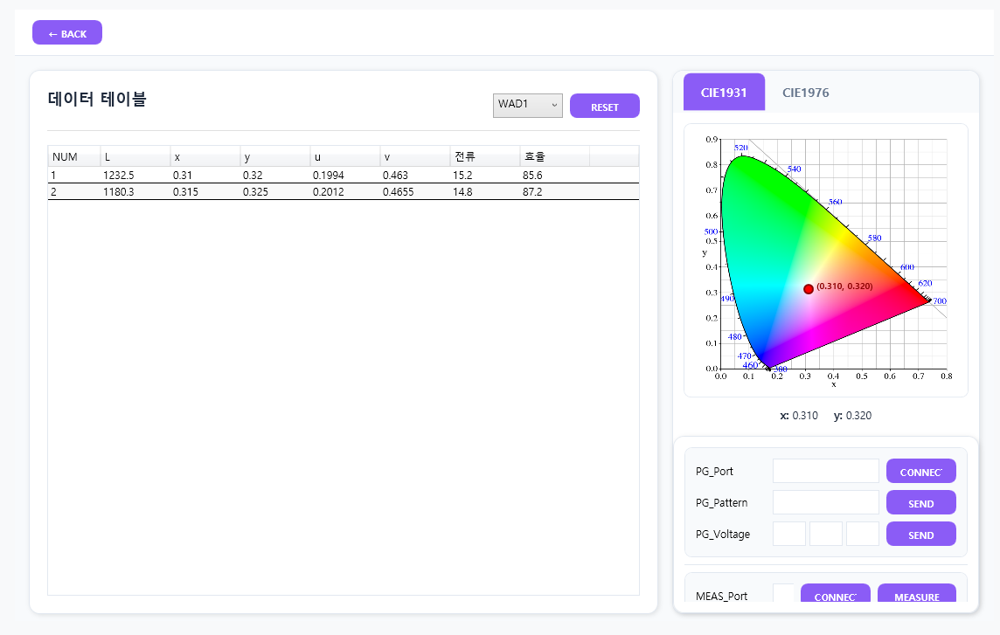 ← BACK
데이터 테이블
WAD1
RESET
NUM L x y u v 전류 효율
1 1232.5 0.31 0.32 0.1994 0.463 15.2 85.6
2 1180.3 0.315 0.325 0.2012 0.4655 14.8 87.2
CIE1931 CIE1976
0.9
520
0.8
540
0.7
560
0.6
500
580
0.5
y
0.4
600
620
(0.310, 0.320)
0.3
490
700
0.2
480
0.1
470
460
380
0.0
0.0 0.1 0.2 0.3 0.4 0.5 0.6 0.7 0.8
x
x: 0.310 y: 0.320
PG_Port CONNEC
PG_Pattern SEND
PG_Voltage SEND
MEAS_Port CONNEC MEASURE